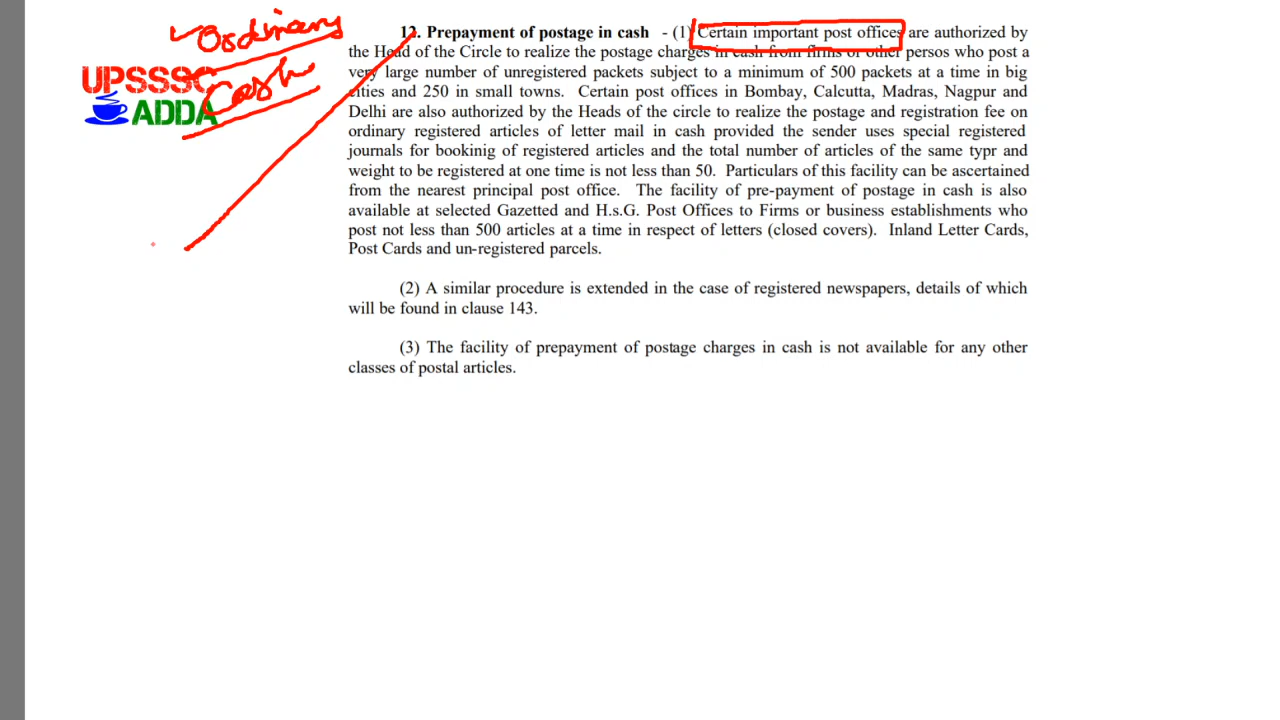 Ordinary
Cash
UPSSSC
ADDA
12. Prepayment of postage in cash - (1) Certain important post offices are authorized by
the Head of the Circle to realize the postage charges in cash from firms or other persos who post a
very large number of unregistered packets subject to a minimum of 500 packets at a time in big
cities and 250 in small towns. Certain post offices in Bombay, Calcutta, Madras, Nagpur and
Delhi are also authorized by the Heads of the circle to realize the postage and registration fee on
ordinary registered articles of letter mail in cash provided the sender uses special registered
journals for bookinig of registered articles and the total number of articles of the same typr and
weight to be registered at one time is not less than 50. Particulars of this facility can be ascertained
from the nearest principal post office. The facility of pre-payment of postage in cash is also
available at selected Gazetted and H.s.G. Post Offices to Firms or business establishments who
post not less than 500 articles at a time in respect of letters (closed covers). Inland Letter Cards,
Post Cards and un-registered parcels.
(2) A similar procedure is extended in the case of registered newspapers, details of which
will be found in clause 143.
(3) The facility of prepayment of postage charges in cash is not available for any other
classes of postal articles.